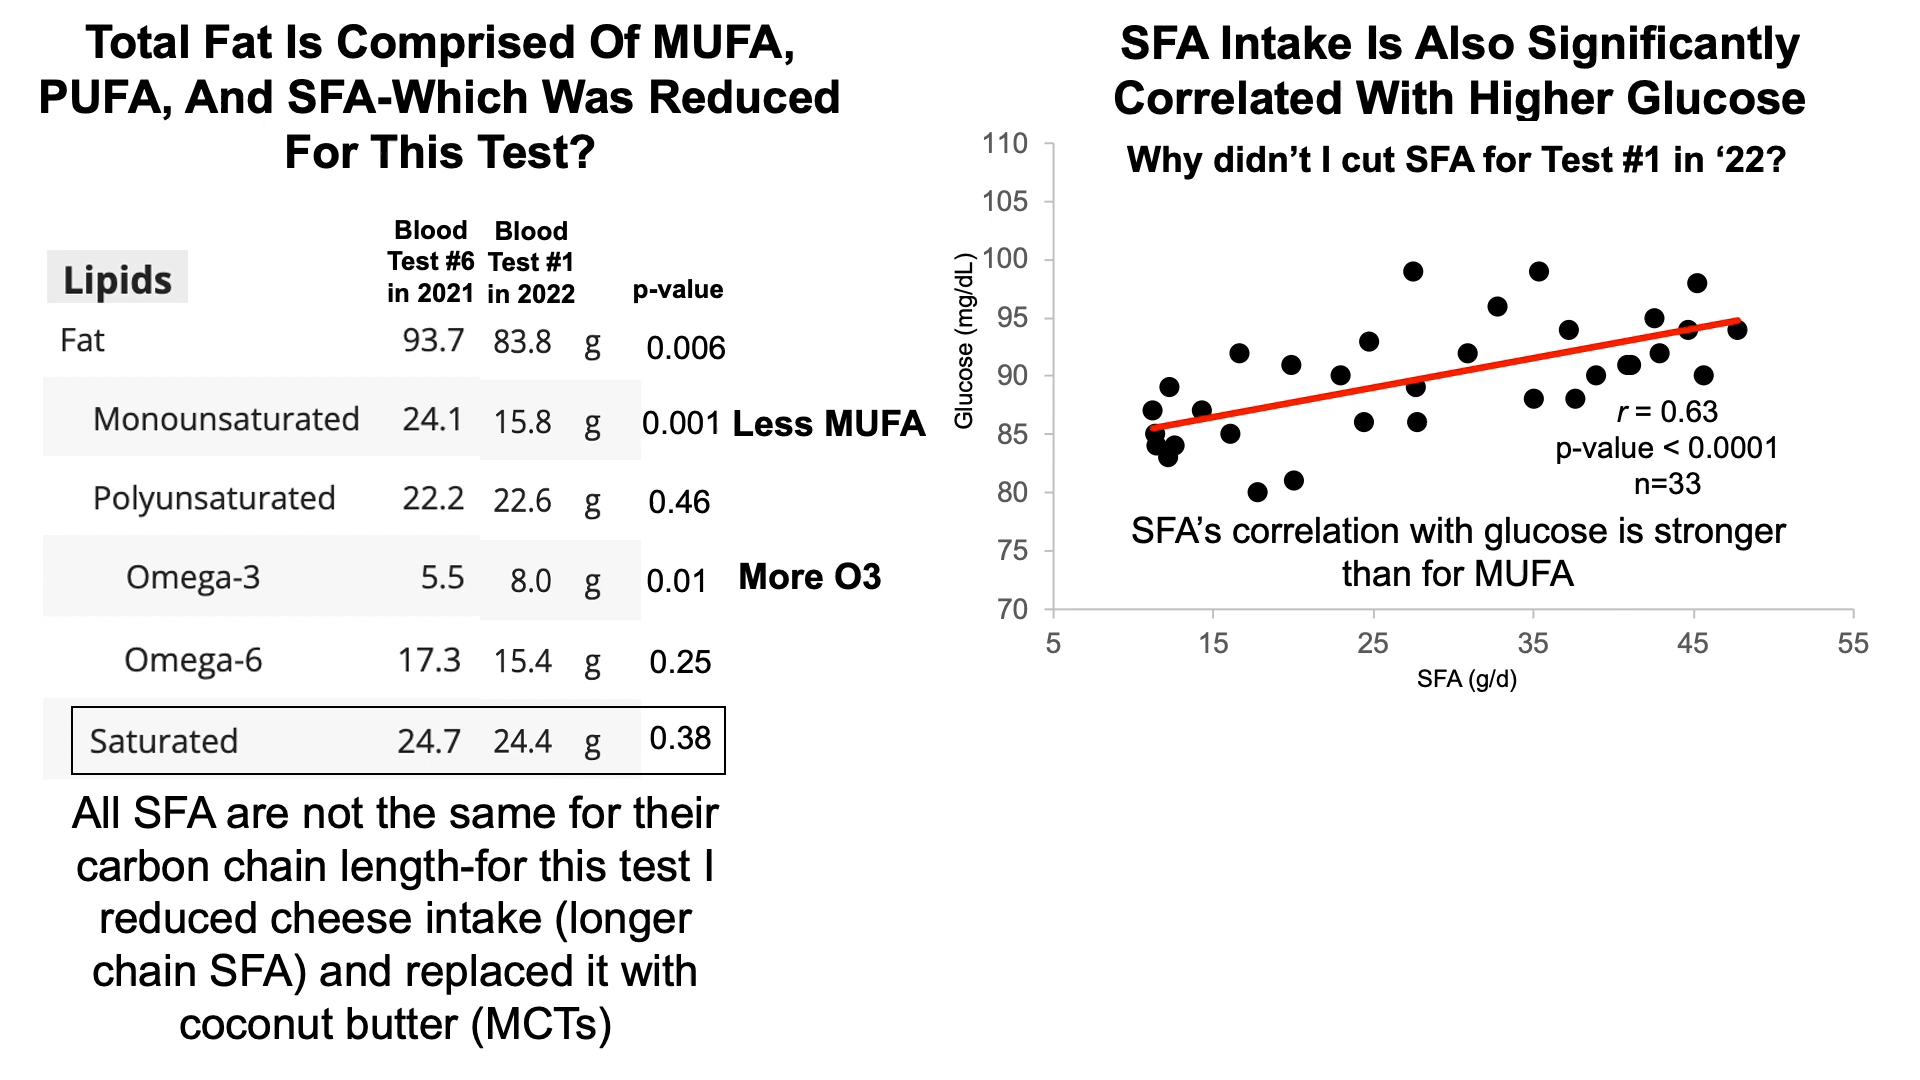 Total Fat Is Comprised Of MUFA,
PUFA, And SFA-Which Was Reduced
For This Test?
Blood Blood
Test #6 Test #1
in 2021 in 2022 p-value
Lipids
Fat 93.7 83.8 g 0.006
Monounsaturated 24.1 15.8 g 0.001 Less MUFA
Polyunsaturated 22.2 22.6 g 0.46
Omega-3 5.5 8.0 g 0.01 More O3
Omega-6 17.3 15.4 g 0.25
Saturated 24.7 24.4 g 0.38
All SFA are not the same for their
carbon chain length-for this test I
reduced cheese intake (longer
chain SFA) and replaced it with
coconut butter (MCTs)
SFA Intake Is Also Significantly
Correlated With Higher Glucose
Why didn’t I cut SFA for Test #1 in ‘22?
110
105
100
95
90
85
80
75
70
Glucose (mg/dL)
r = 0.63
p-value < 0.0001
n=33
SFA’s correlation with glucose is stronger
than for MUFA
5 15 25 35 45 55
SFA (g/d)